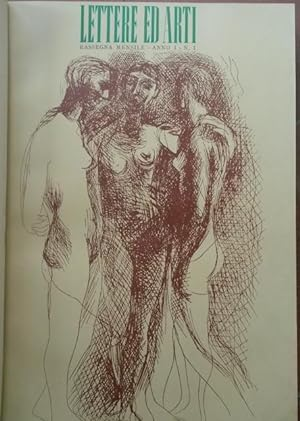 LETTERE ED ARTI
RASSEGNA MENSILE - ANNO I - N. 1